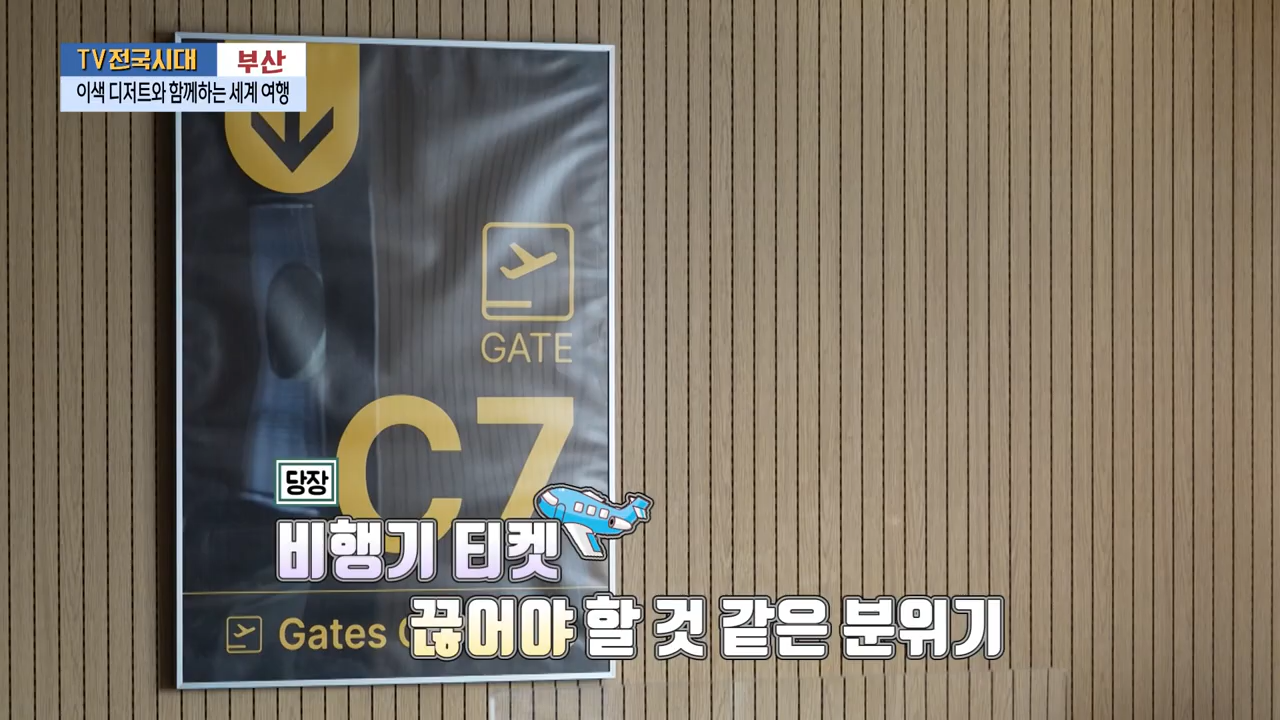 TV 전국시대 부산
이색 디저트와 함께하는 세계 여행
GATE
C7
당장
비행기 티켓
끊어야 할 것 같은 분위기
Gates